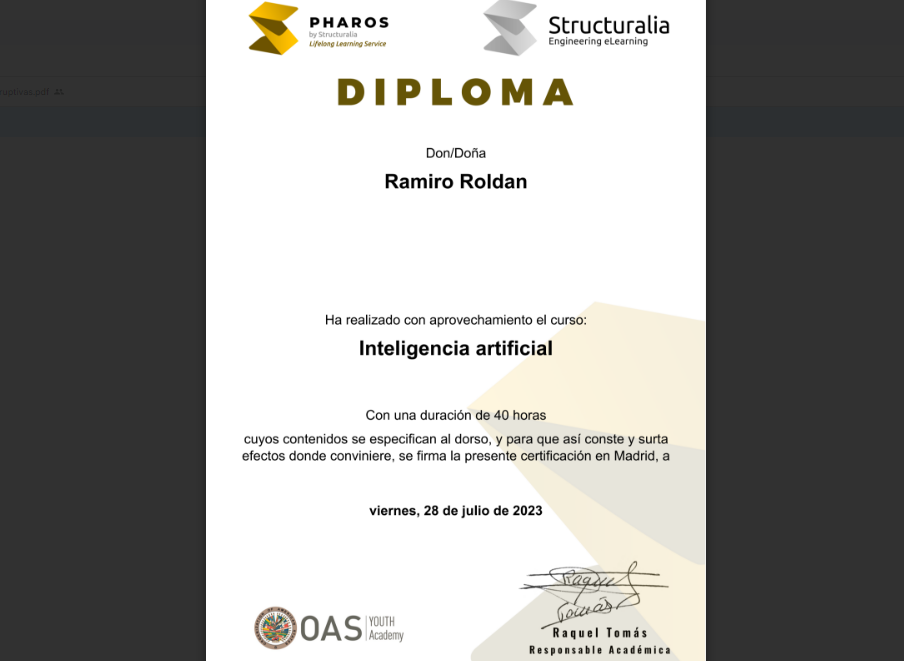 PHAROS
by Structuralia
Lifelong Learning Service
Structuralia
Engineering eLearning
DIPLOMA
Don/Doña
Ramiro Roldan
Ha realizado con aprovechamiento el curso:
Inteligencia artificial
Con una duración de 40 horas
cuyos contenidos se especifican al dorso, y para que así conste y surta
efectos donde conviniere, se firma la presente certificación en Madrid, a
viernes, 28 de julio de 2023
Raquel
Tomás
OAS YOUTH
Academy
Raquel Tomás
Responsable Académica